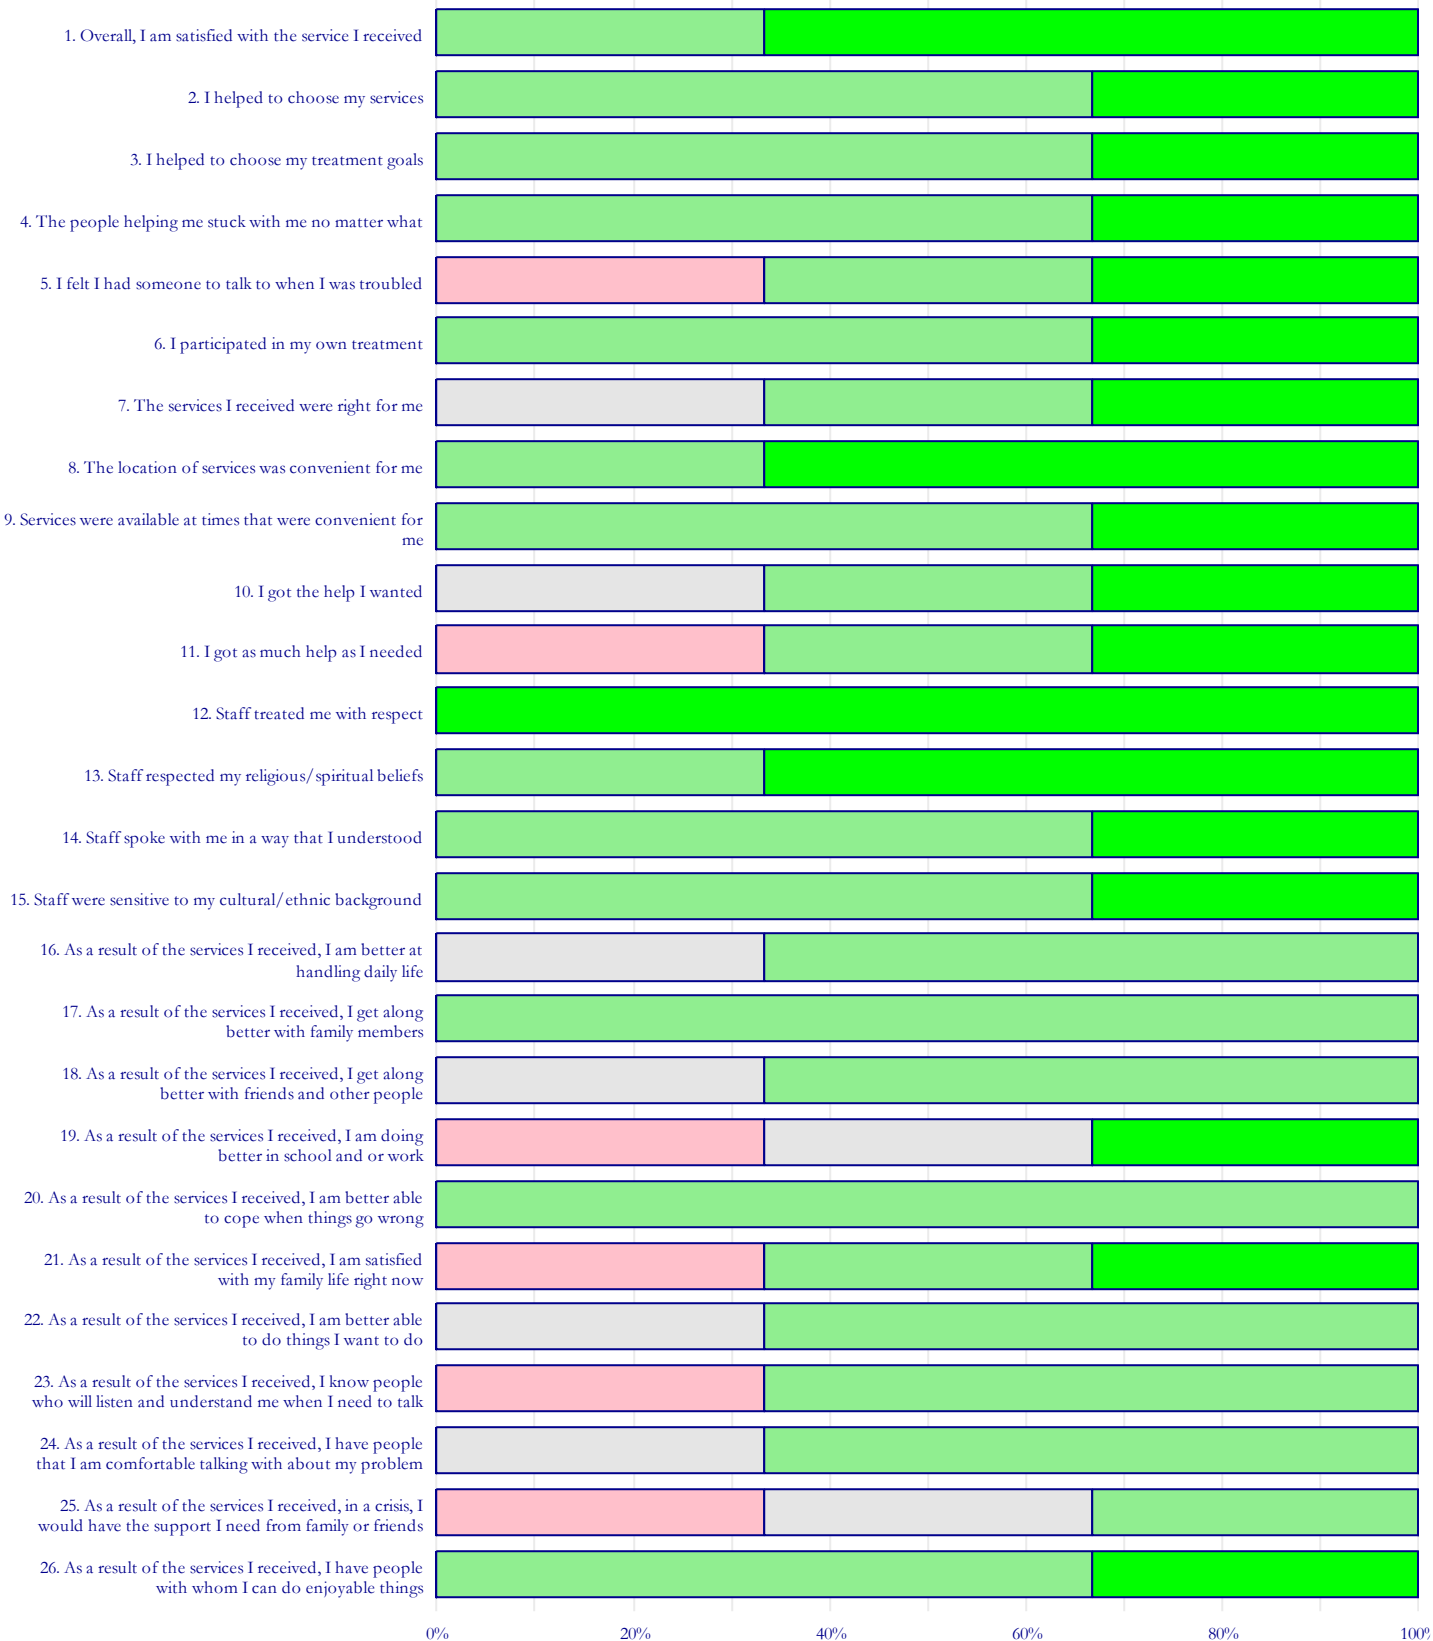 1. Overall, I am satisfied with the service I received
2. I helped to choose my services
3. I helped to choose my treatment goals
4. The people helping me stuck with me no matter what
5. I felt I had someone to talk to when I was troubled
6. I participated in my own treatment
7. The services I received were right for me
8. The location of services was convenient for me
9. Services were available at times that were convenient for
me
10. I got the help I wanted
11. I got as much help as I needed
12. Staff treated me with respect
13. Staff respected my religious/spiritual beliefs
14. Staff spoke with me in a way that I understood
15. Staff were sensitive to my cultural/ethnic background
16. As a result of the services I received, I am better at
handling daily life
17. As a result of the services I received, I get along
better with family members
18. As a result of the services I received, I get along
better with friends and other people
19. As a result of the services I received, I am doing
better in school and or work
20. As a result of the services I received, I am better able
to cope when things go wrong
21. As a result of the services I received, I am satisfied
with my family life right now
22. As a result of the services I received, I am better able
to do things I want to do
23. As a result of the services I received, I know people
who will listen and understand me when I need to talk
24. As a result of the services I received, I have people
that I am comfortable talking with about my problem
25. As a result of the services I received, in a crisis, I
would have the support I need from family or friends
26. As a result of the services I received, I have people
with whom I can do enjoyable things
0% 20% 40% 60% 80% 100%